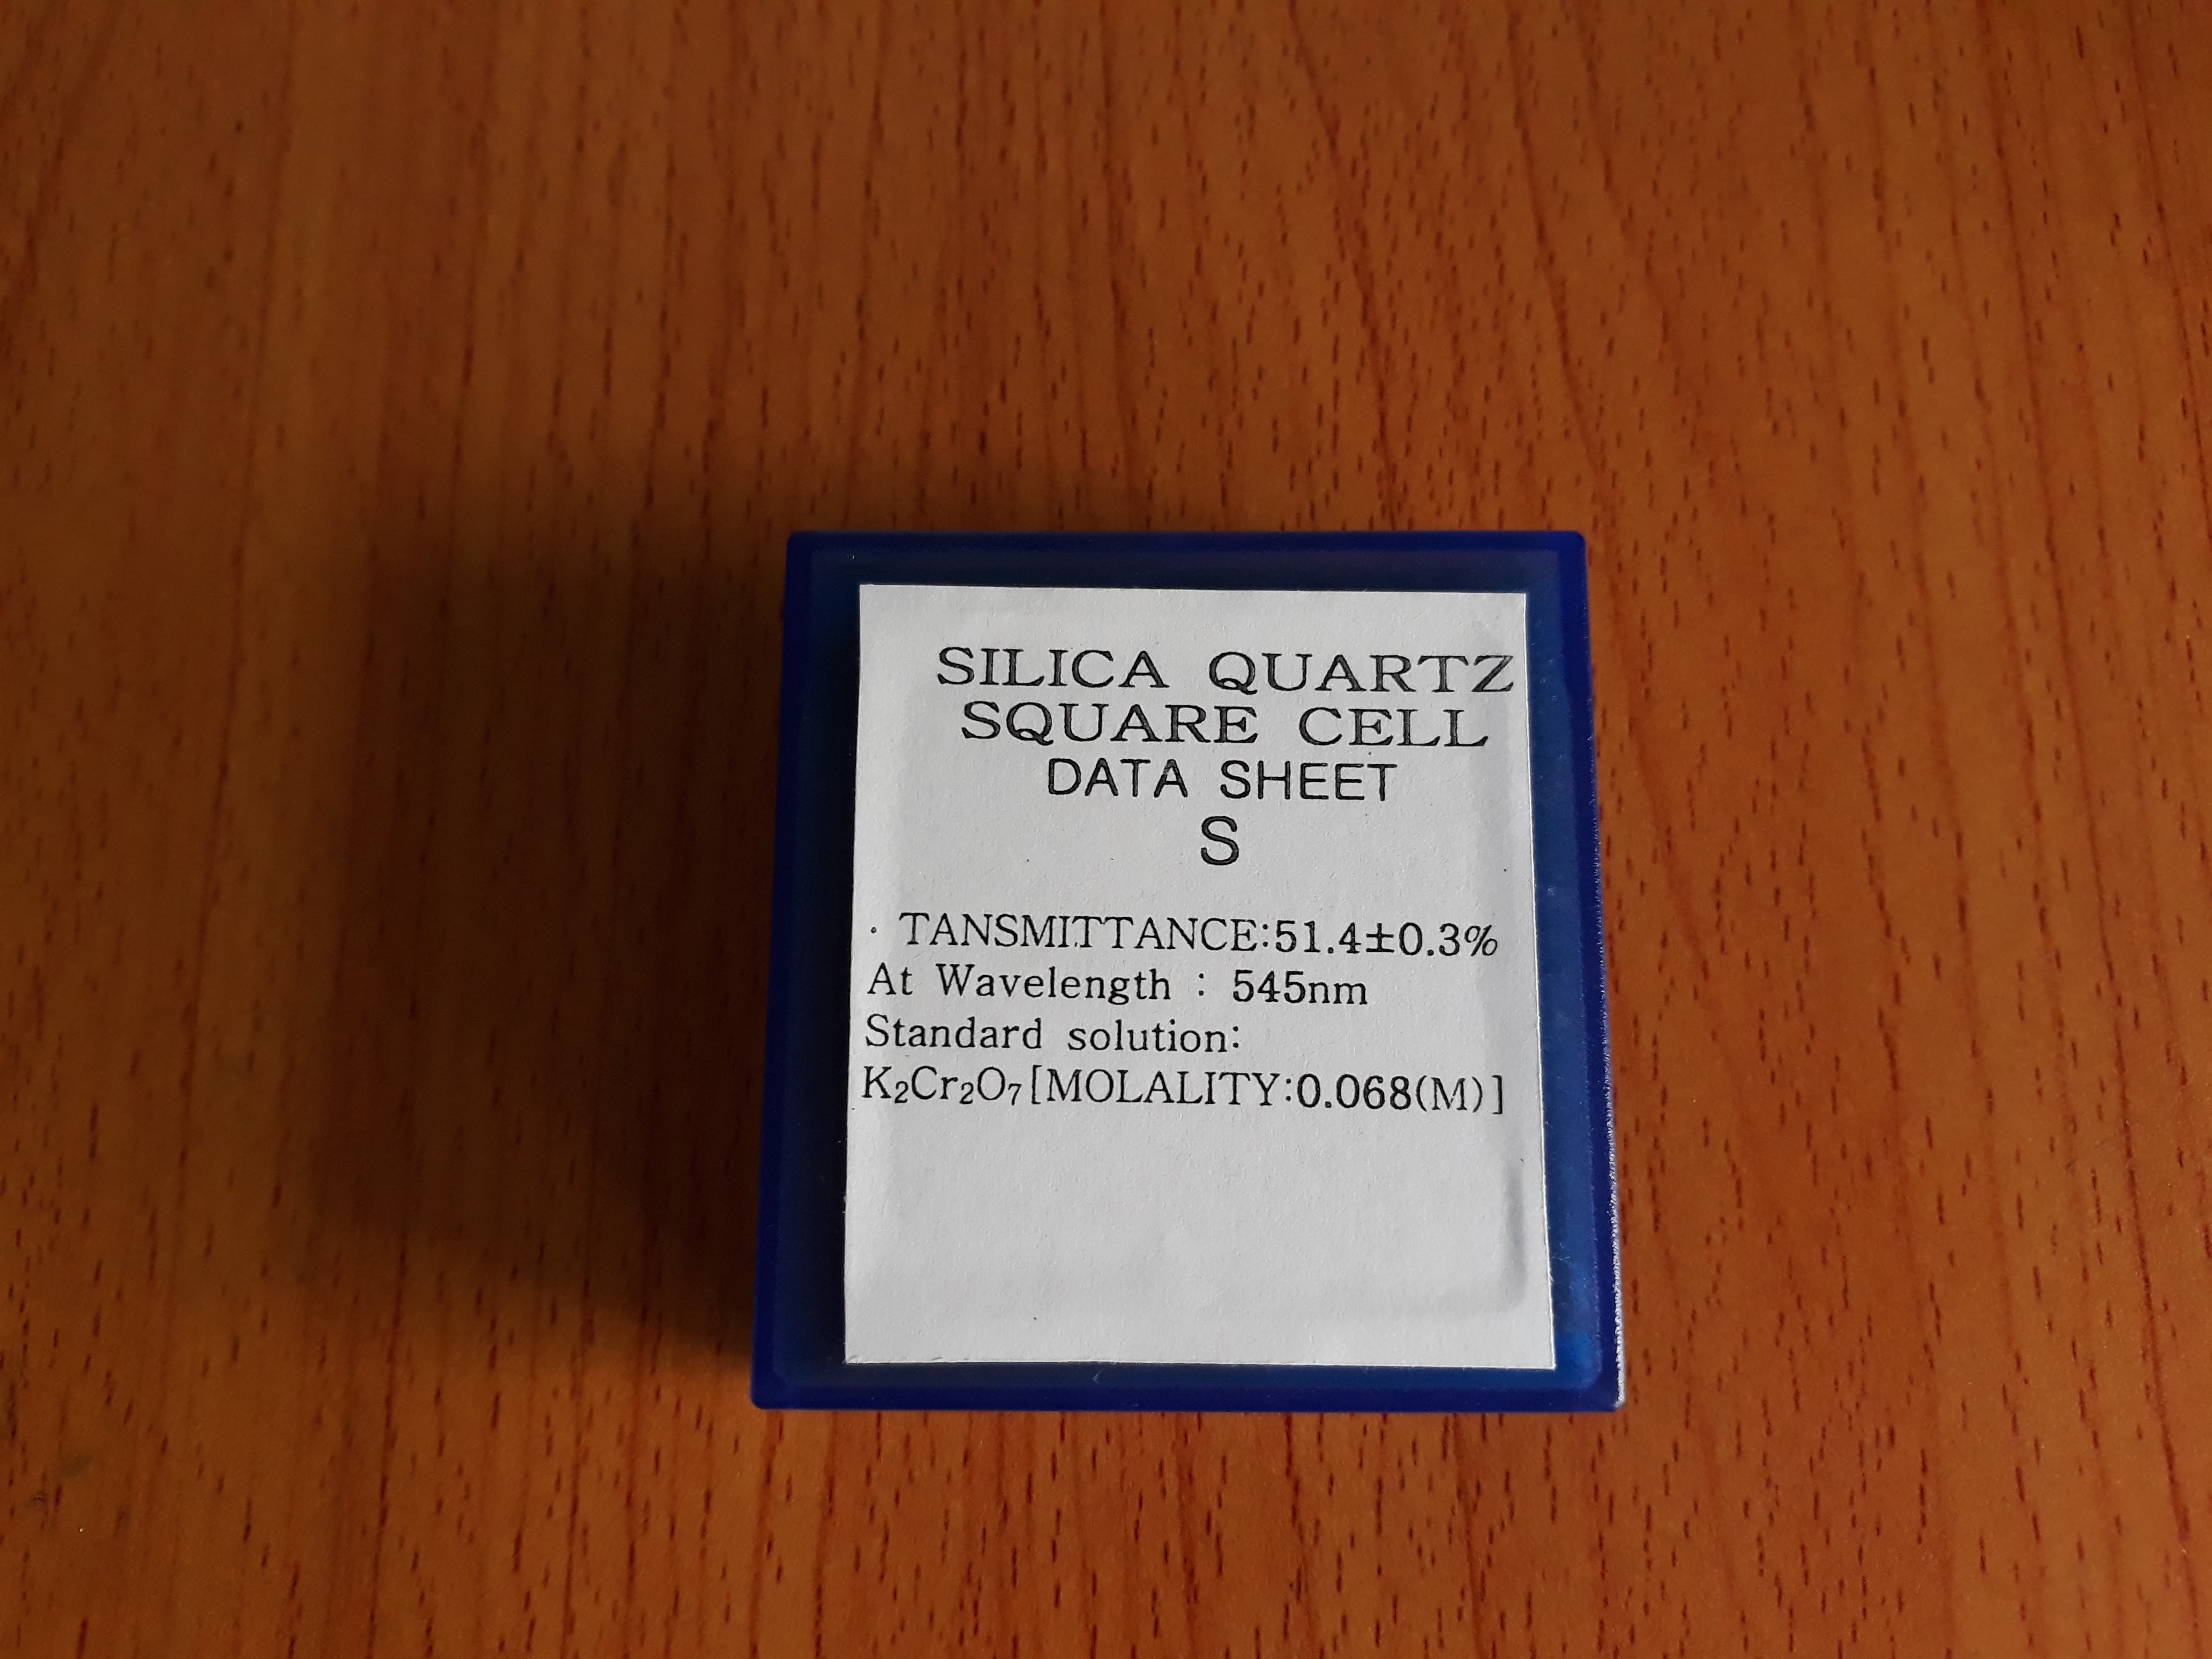 SILICA QUARTZ
SQUARE CELL
DATA SHEET
S
· TANSMITTANCE:51.4±0.3%
At Wavelength : 545nm
Standard solution:
K₂Cr₂O₇[MOLALITY:0.068(M)]